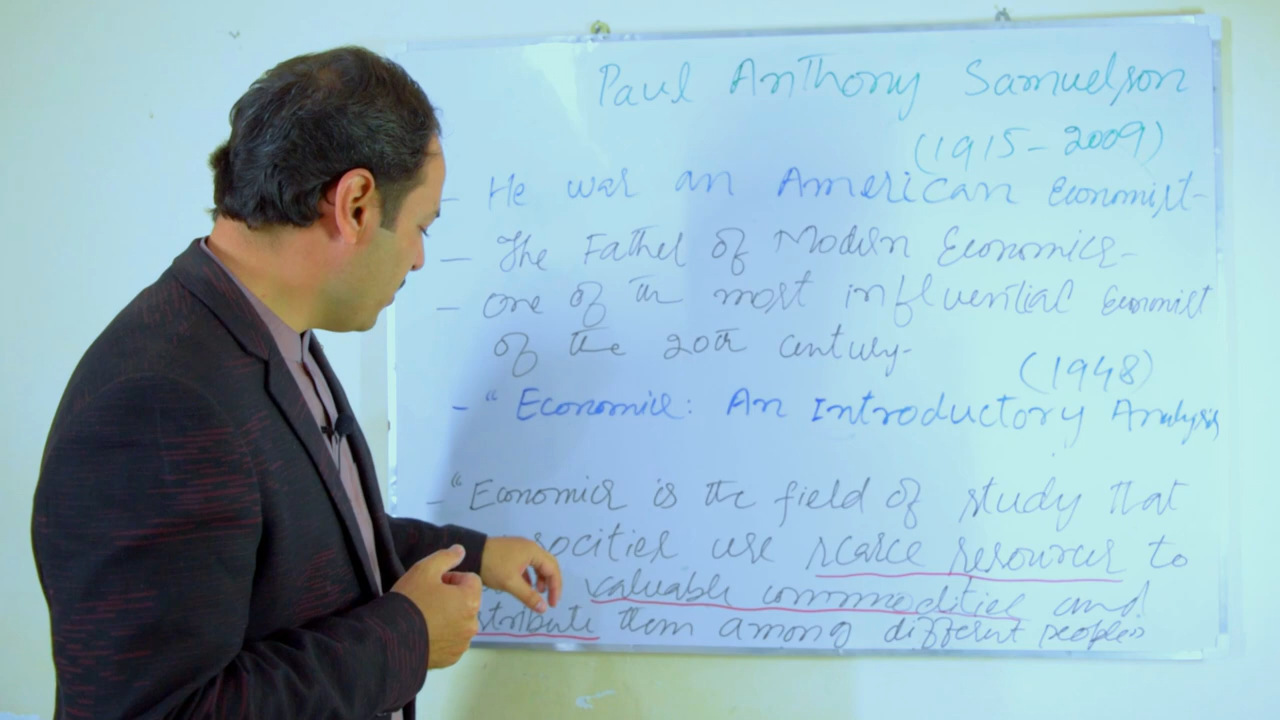 Paul Anthony Samuelson
(1915-2009)
- He was an American Economist-
- The Father of Modern Economics-
- One of the most influential Economist
of the 20th century-
(1948)
- "Economics: An Introductory Analysis
- "Economics is the field of study that
socities use scarce resources to
valuable commodities and
stribute them among different peoples